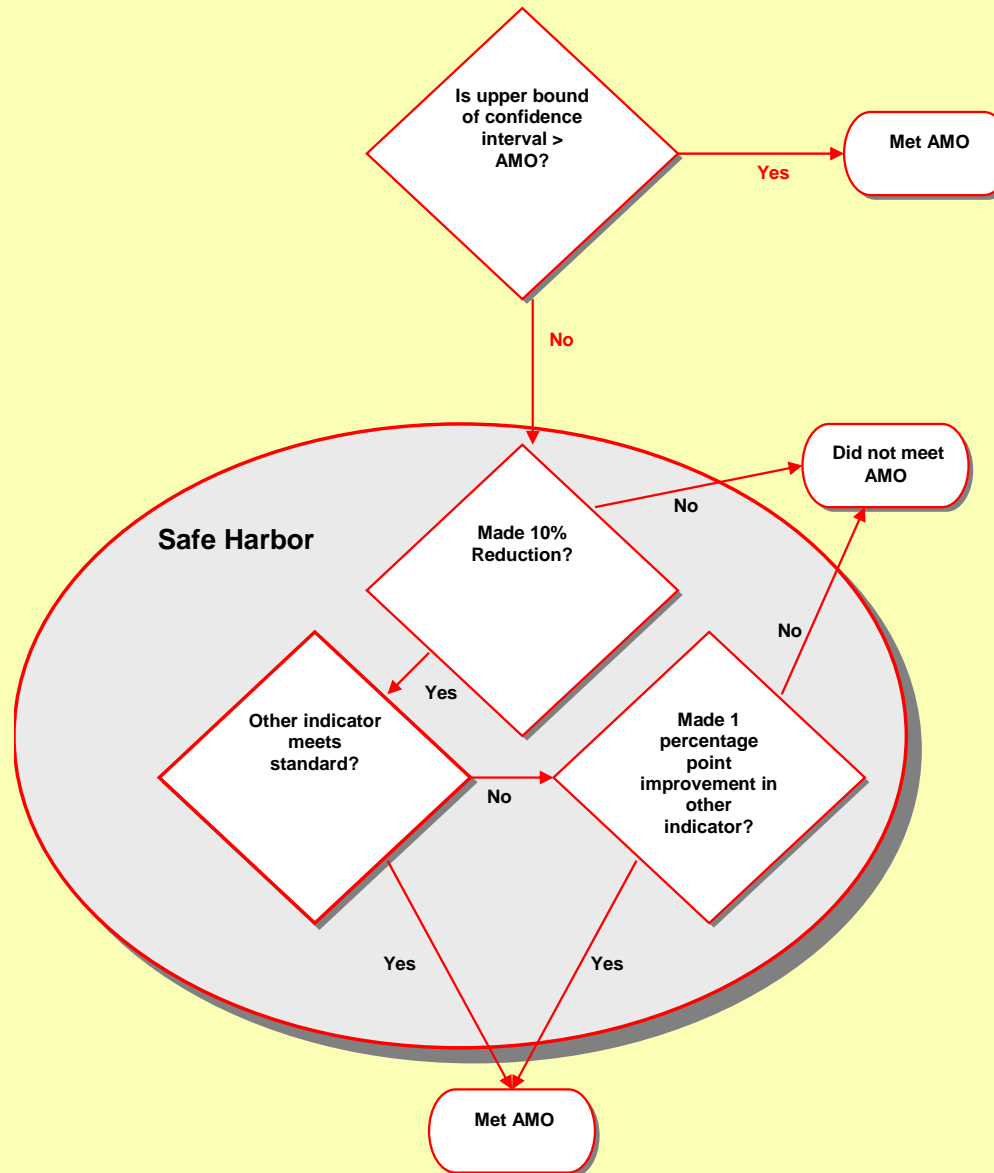 Is upper bound
of confidence
interval >
AMO?
Met AMO
Yes
No
Did not meet
AMO
Safe Harbor
Made 10%
Reduction?
No
No
Yes
Other indicator
meets
standard?
Made 1
percentage
point
improvement in
other
indicator?
No
Yes
Yes
Met AMO